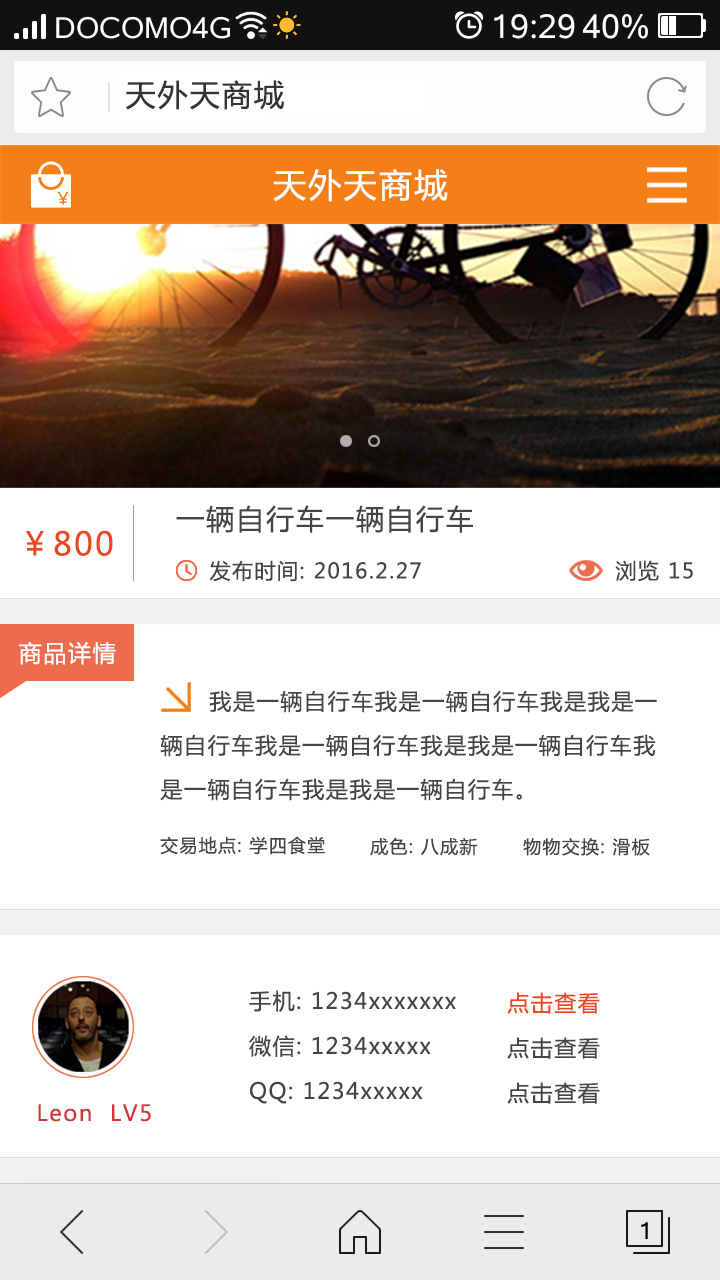 DOCOMO4G 19:29 40%
天外天商城
天外天商城
¥
¥ 800
一辆自行车一辆自行车
发布时间: 2016.2.27 浏览 15
商品详情
我是一辆自行车我是一辆自行车我是我是一
辆自行车我是一辆自行车我是我是一辆自行车我
是一辆自行车我是我是一辆自行车。
交易地点: 学四食堂 成色: 八成新 物物交换: 滑板
手机: 1234xxxxxxx 点击查看
微信: 1234xxxxx 点击查看
QQ: 1234xxxxx 点击查看
Leon LV5
1